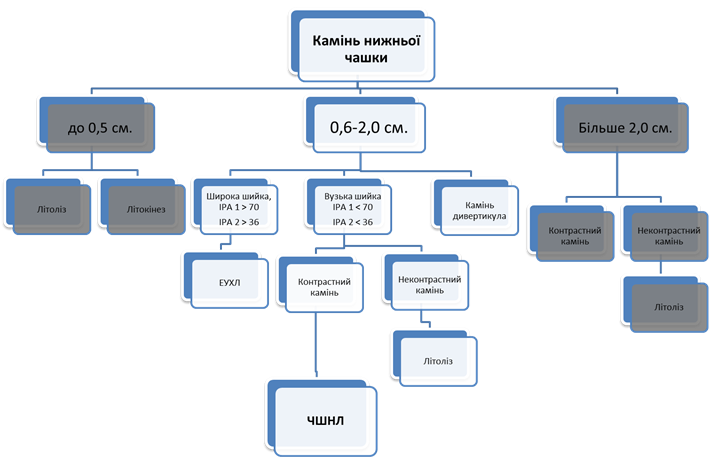 Камінь нижньої
чашки
до 0,5 см.
0,6-2,0 см.
Більше 2,0 см.
Літоліз
Літокінез
Широка шийка,
ІРА 1 > 70
ІРА 2 > 36
Вузька шийка
ІРА 1 < 70
ІРА 2 < 36
Камінь
дивертикула
Контрастний
камінь
Неконтрастний
камінь
ЕУХЛ
Контрастний
камінь
Неконтрастний
камінь
Літоліз
Літоліз
ЧШНЛ